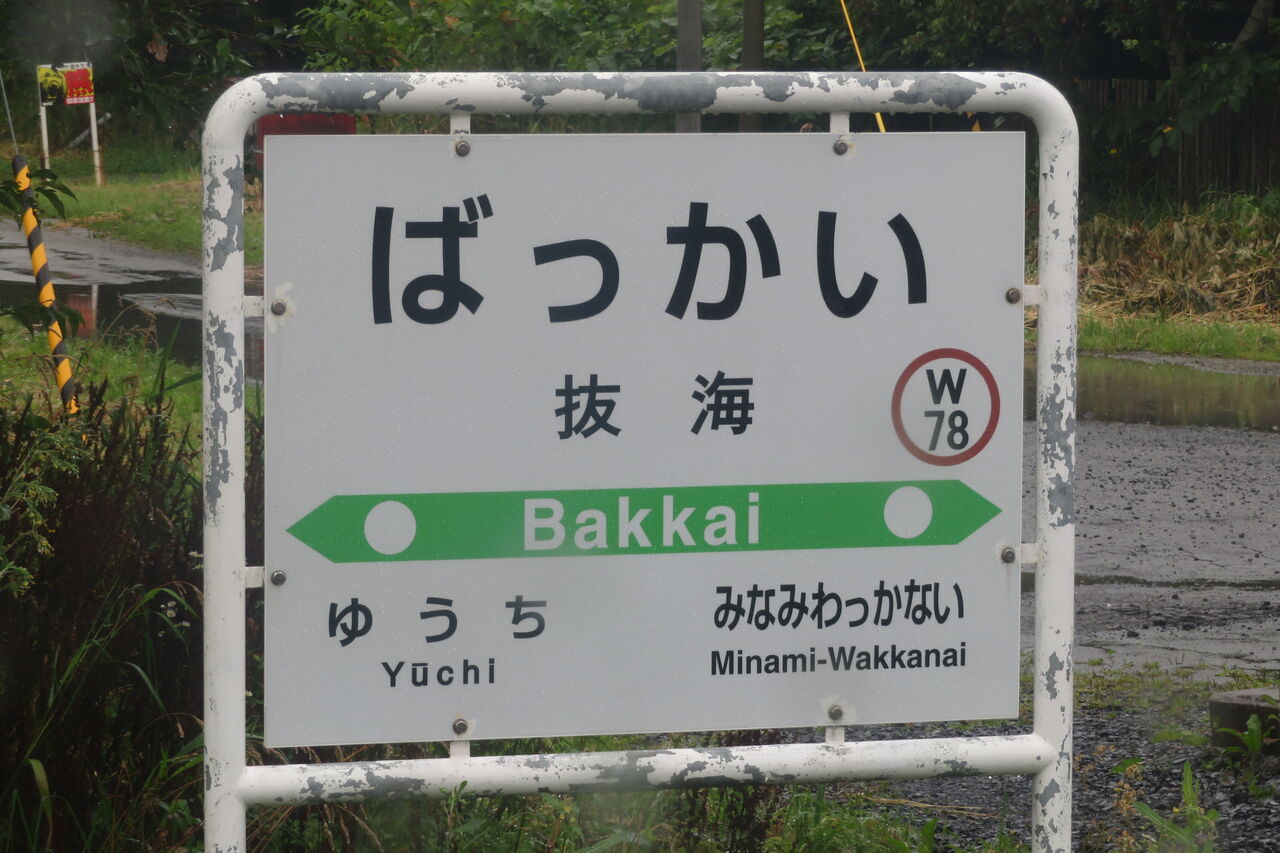 ばっかい
抜海
W
78
Bakkai
ゆうち
Yūchi
みなみわっかない
Minami-Wakkanai